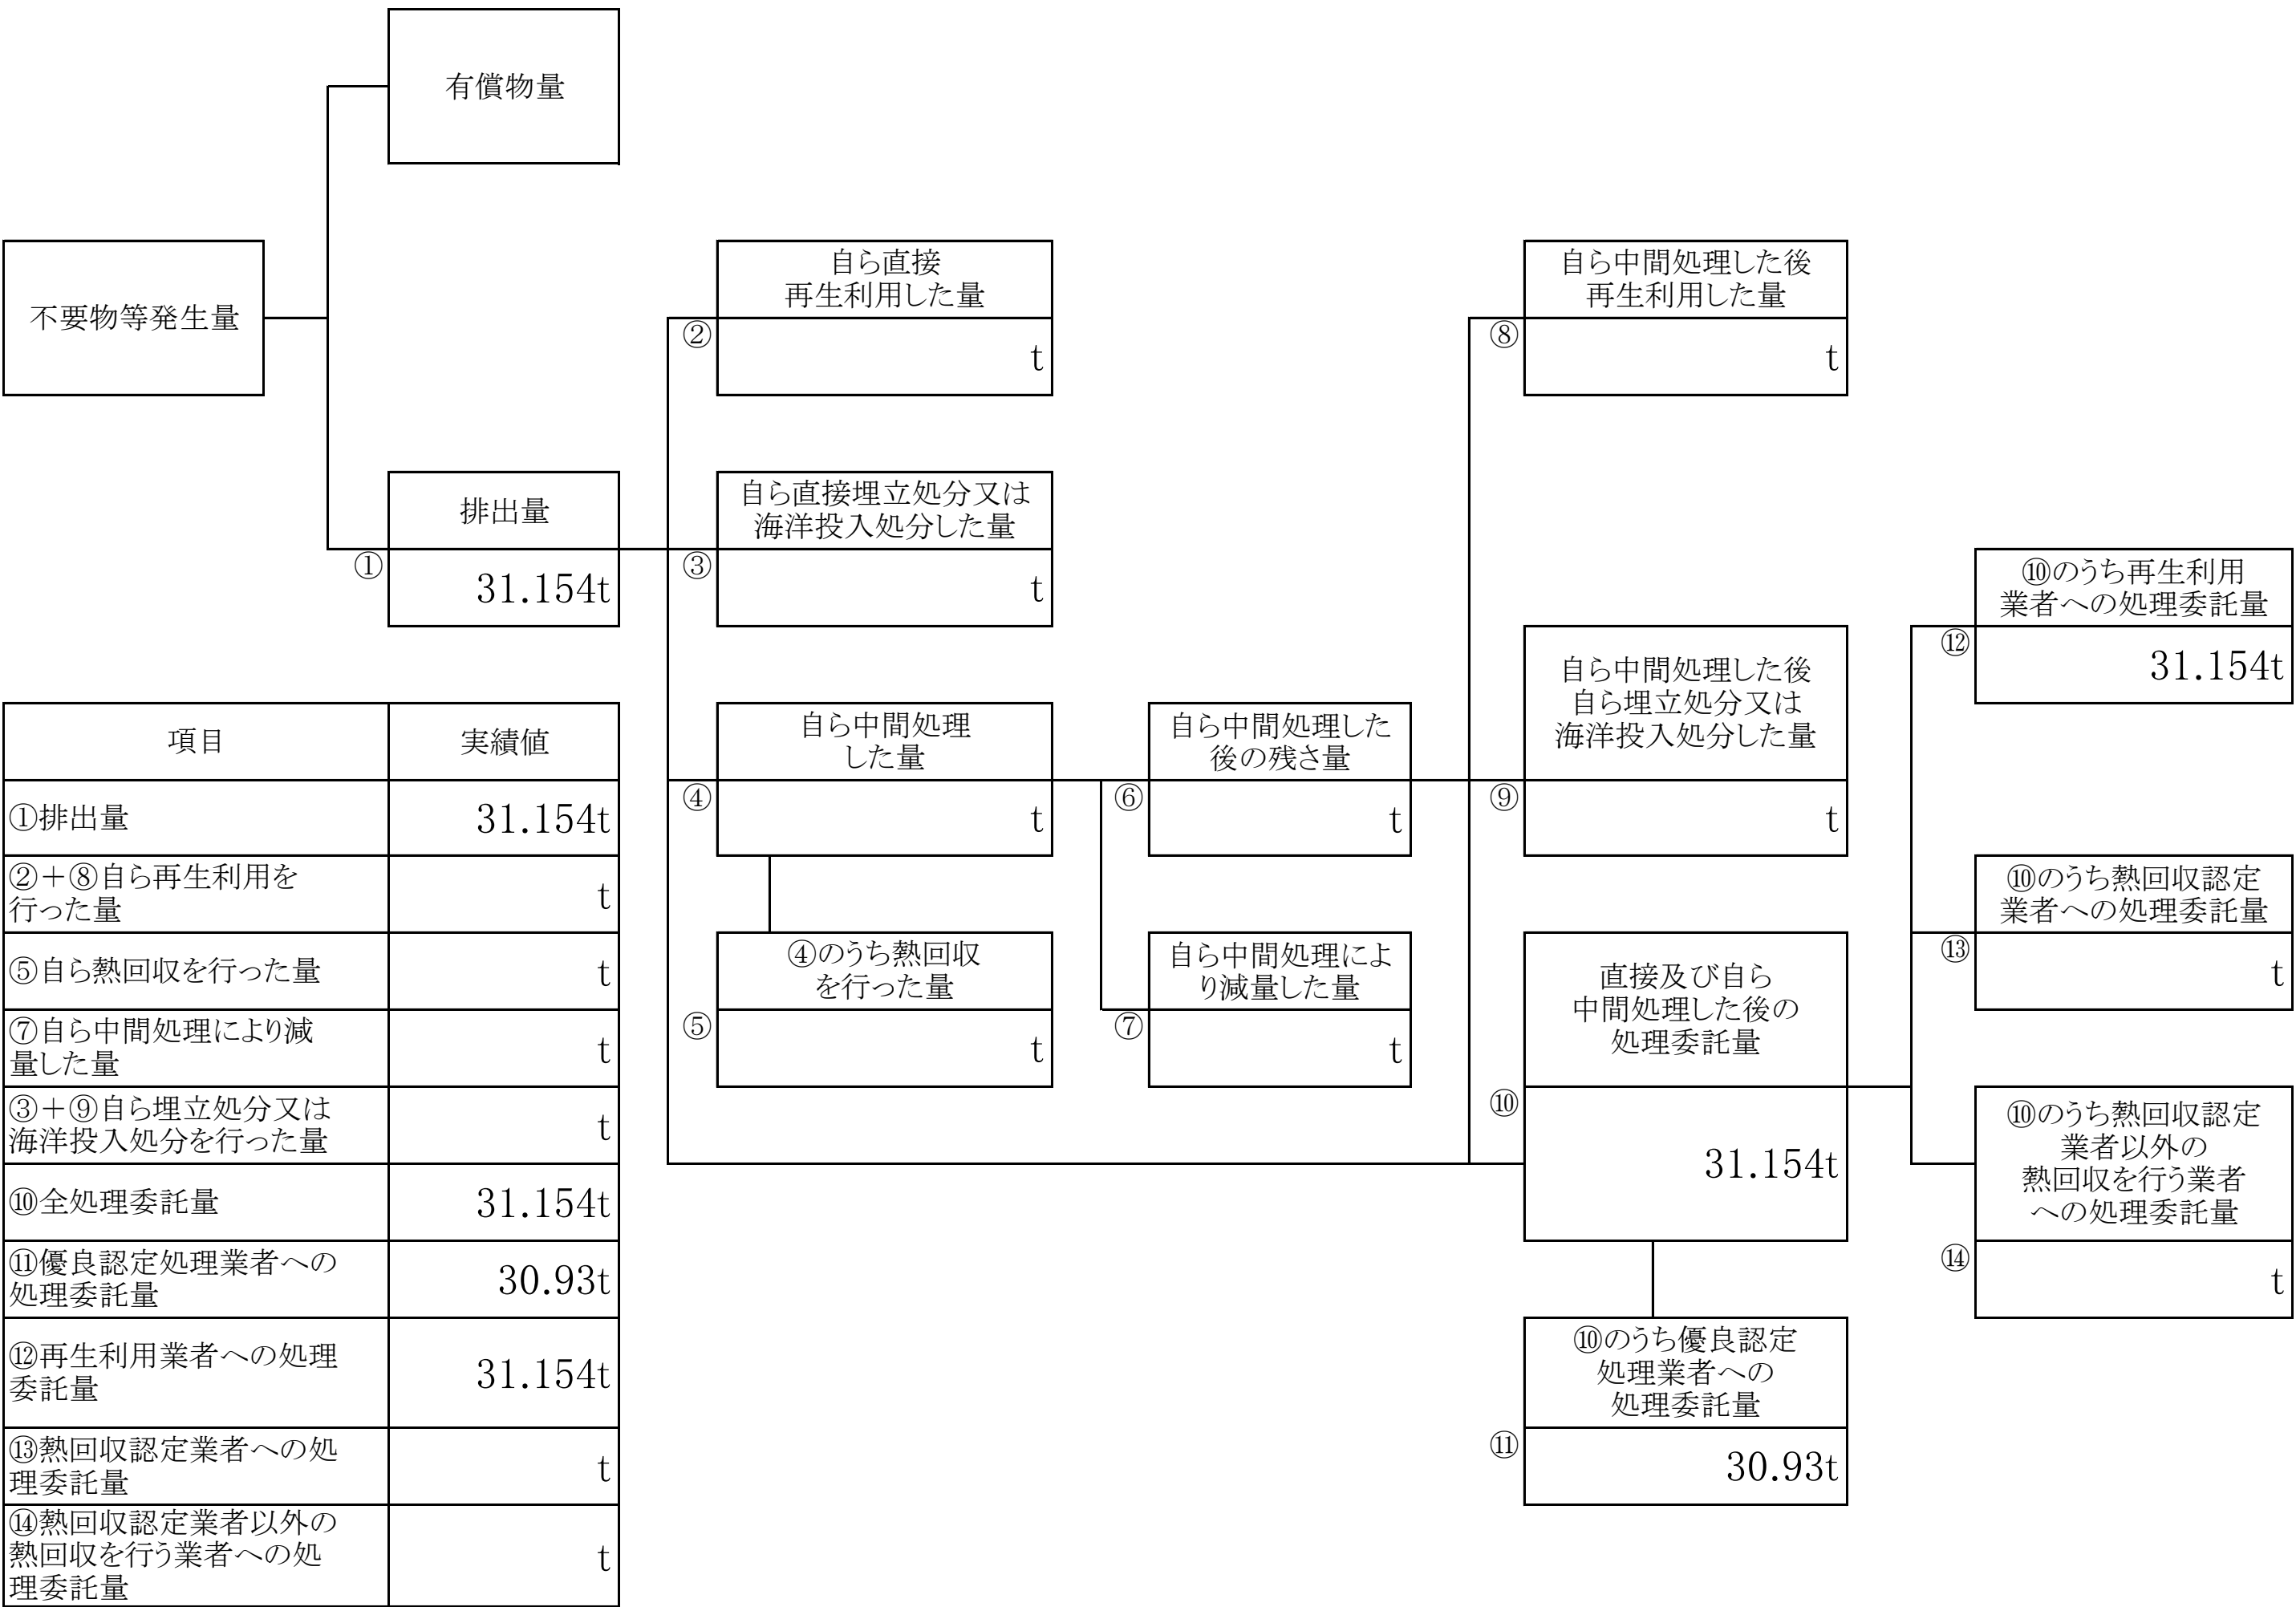 有償物量
不要物等発生量
排出量
①
31.154t
自ら直接
再生利用した量
②
t
自ら直接埋立処分又は
海洋投入処分した量
③
t
自ら中間処理
した量
④
t
④のうち熱回収
を行った量
⑤
t
自ら中間処理した
後の残さ量
⑥
t
自ら中間処理によ
り減量した量
⑦
t
自ら中間処理した後
再生利用した量
⑧
t
自ら中間処理した後
自ら埋立処分又は
海洋投入処分した量
⑨
t
直接及び自ら
中間処理した後の
処理委託量
⑩
31.154t
⑩のうち優良認定
処理業者への
処理委託量
⑪
30.93t
⑩のうち再生利用
業者への処理委託量
⑫
31.154t
⑩のうち熱回収認定
業者への処理委託量
⑬
t
⑩のうち熱回収認定
業者以外の
熱回収を行う業者
への処理委託量
⑭
t
項目 実績値
①排出量 31.154t
②＋⑧自ら再生利用を
行った量 t
⑤自ら熱回収を行った量 t
⑦自ら中間処理により減
量した量 t
③＋⑨自ら埋立処分又は
海洋投入処分を行った量 t
⑩全処理委託量 31.154t
⑪優良認定処理業者への
処理委託量 30.93t
⑫再生利用業者への処理
委託量 31.154t
⑬熱回収認定業者への処
理委託量 t
⑭熱回収認定業者以外の
熱回収を行う業者への処
理委託量 t